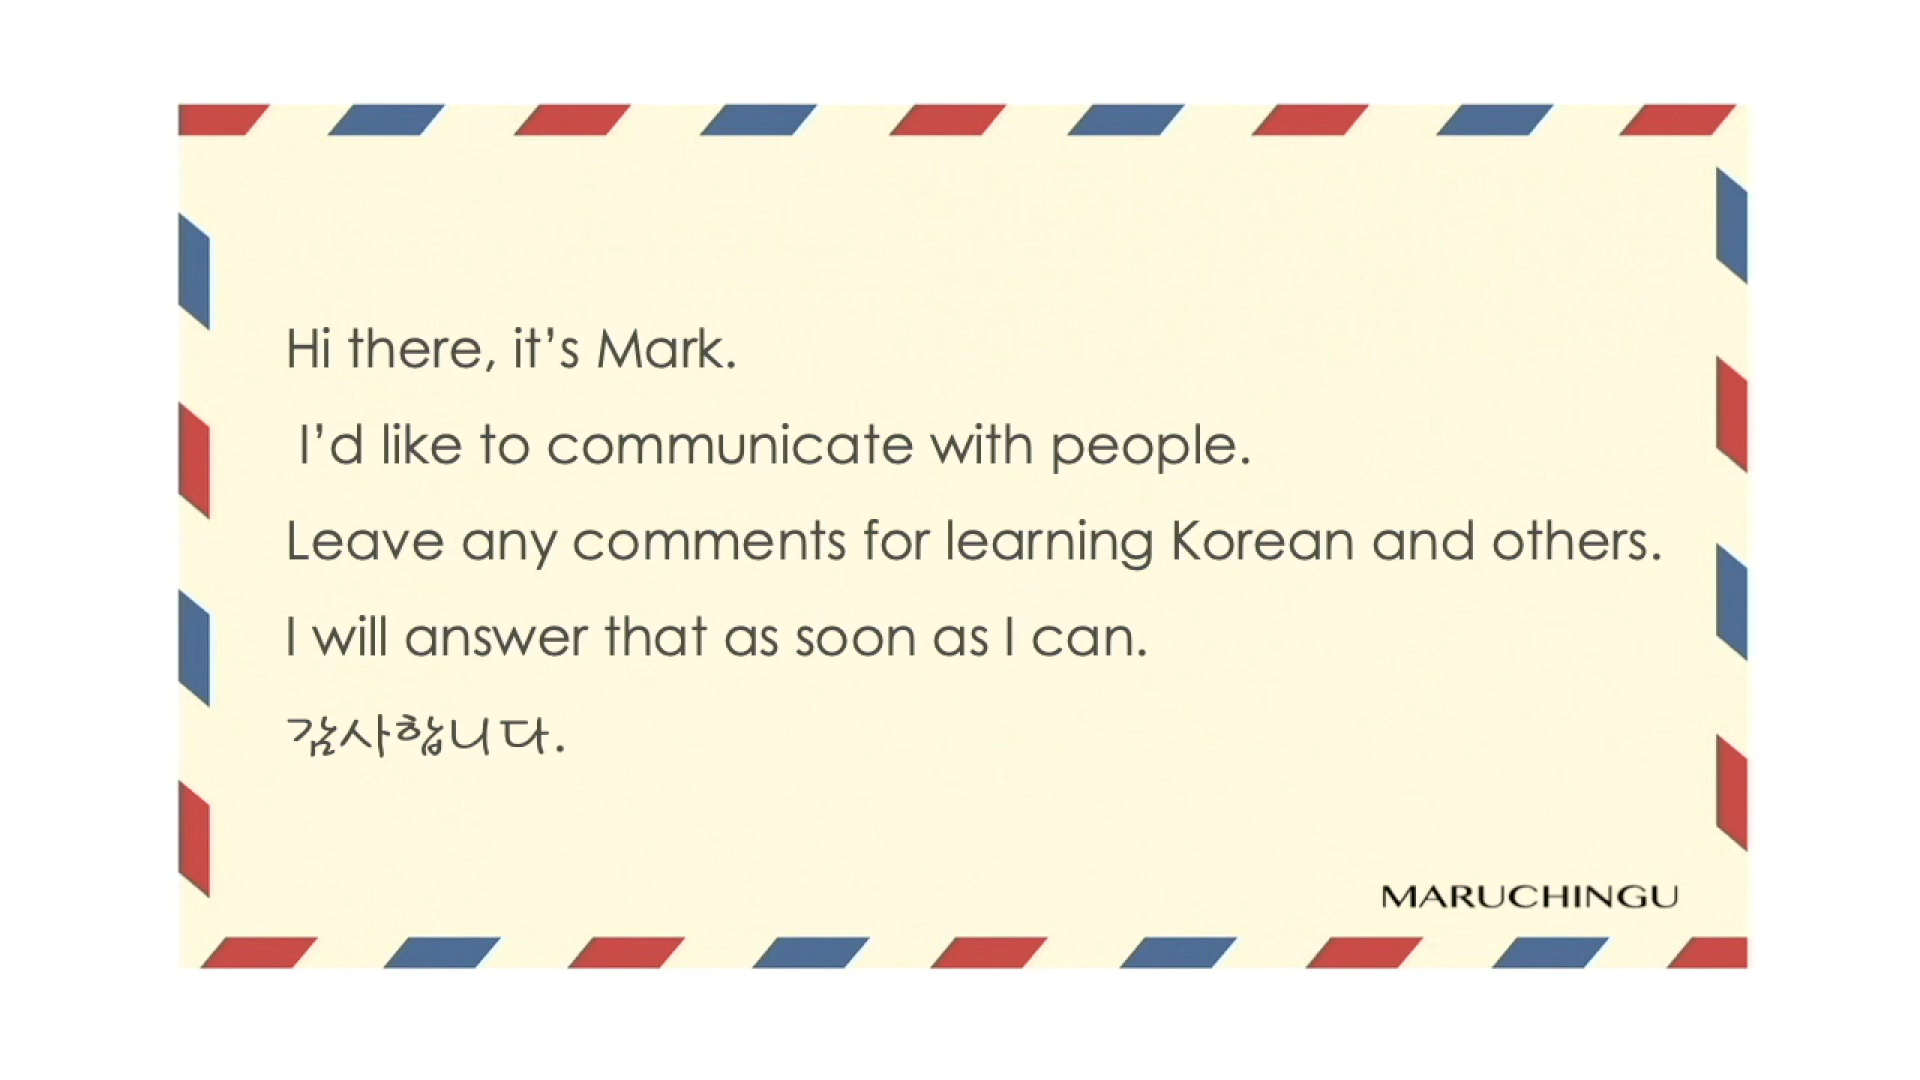 Hi there, it’s Mark.
I’d like to communicate with people.
Leave any comments for learning Korean and others.
I will answer that as soon as I can.
감사합니다.
MARUCHINGU